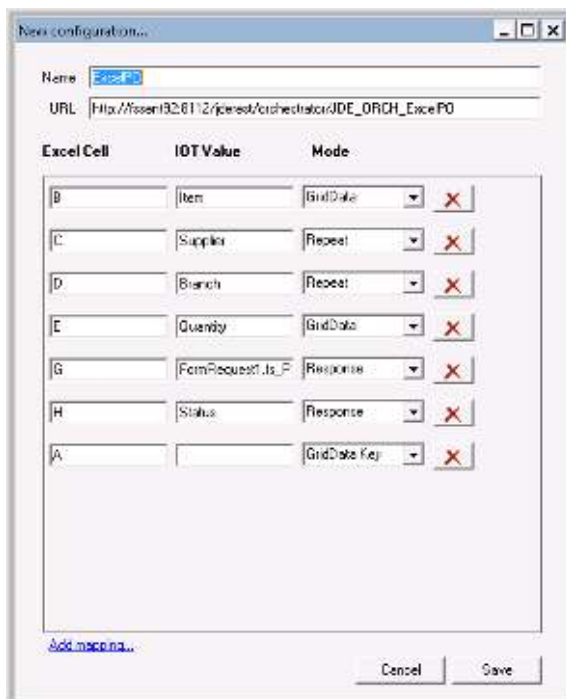 New configuration...
Name ExcelPO
URL http://fssent92:8112/jderest/orchestrator/JDE_ORCH_ExcelPO
Excel Cell IOT Value Mode
B Item GridData
C Supplier Repeat
D Branch Repeat
E Quantity GridData
G FormRequest1.ts_P Response
H Status Response
A GridData Key
Add mapping...
Cancel Save